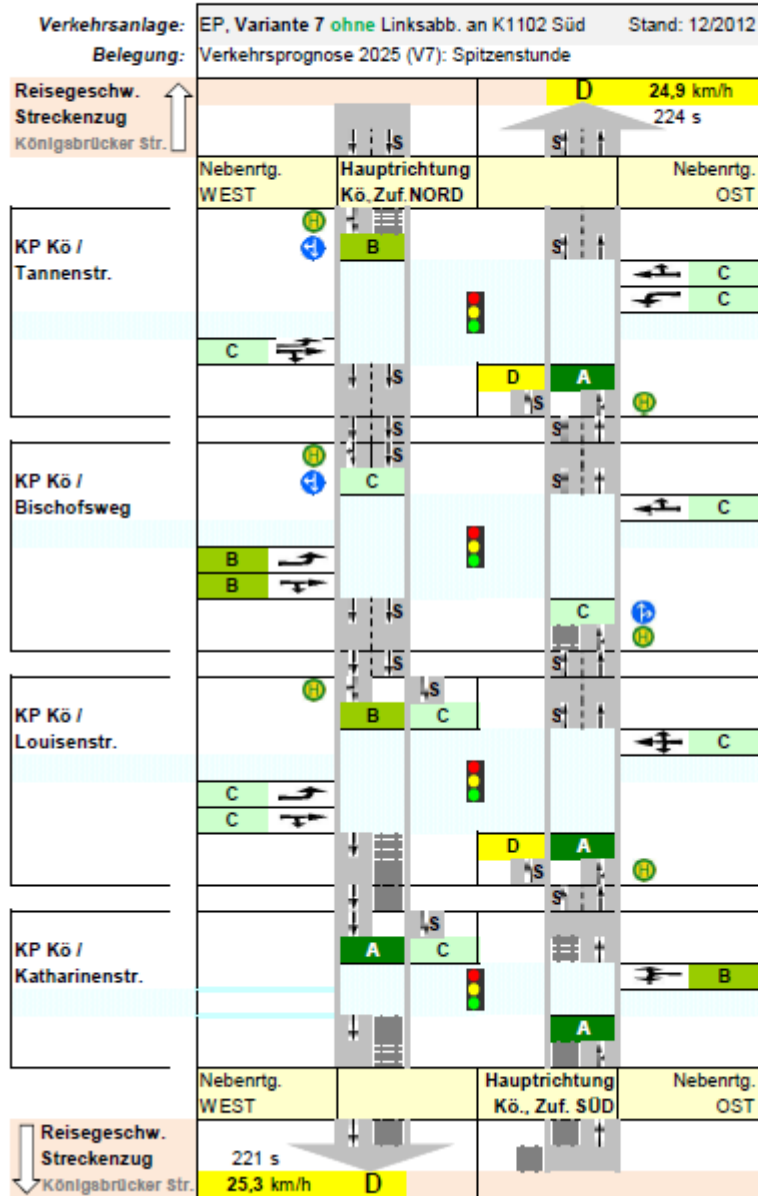 Verkehrsanlage: EP, Variante 7 ohne Linksabb. an K1102 Süd Stand: 12/2012
Belegung: Verkehrsprognose 2025 (V7): Spitzenstunde
Reisegeschw. D 24,9 km/h
Streckenzug 224 s
Königsbrücker Str.
S S
Nebenrtg. Hauptrichtung Nebenrtg.
WEST Kö., Zuf. NORD OST
H
KP Kö / B S
Tannenstr. C
C
C
D A
S S H
S S
H S
KP Kö / C S
Bischofsweg C
B
B
S C
H
S S
H S
KP Kö / B C S
Louisenstr. C
C
C
D A
S H
S
S
KP Kö / A C
Katharinenstr. B
A
Nebenrtg. Hauptrichtung Nebenrtg.
WEST Kö., Zuf. SÜD OST
Reisegeschw.
Streckenzug 221 s
Königsbrücker Str. 25,3 km/h D